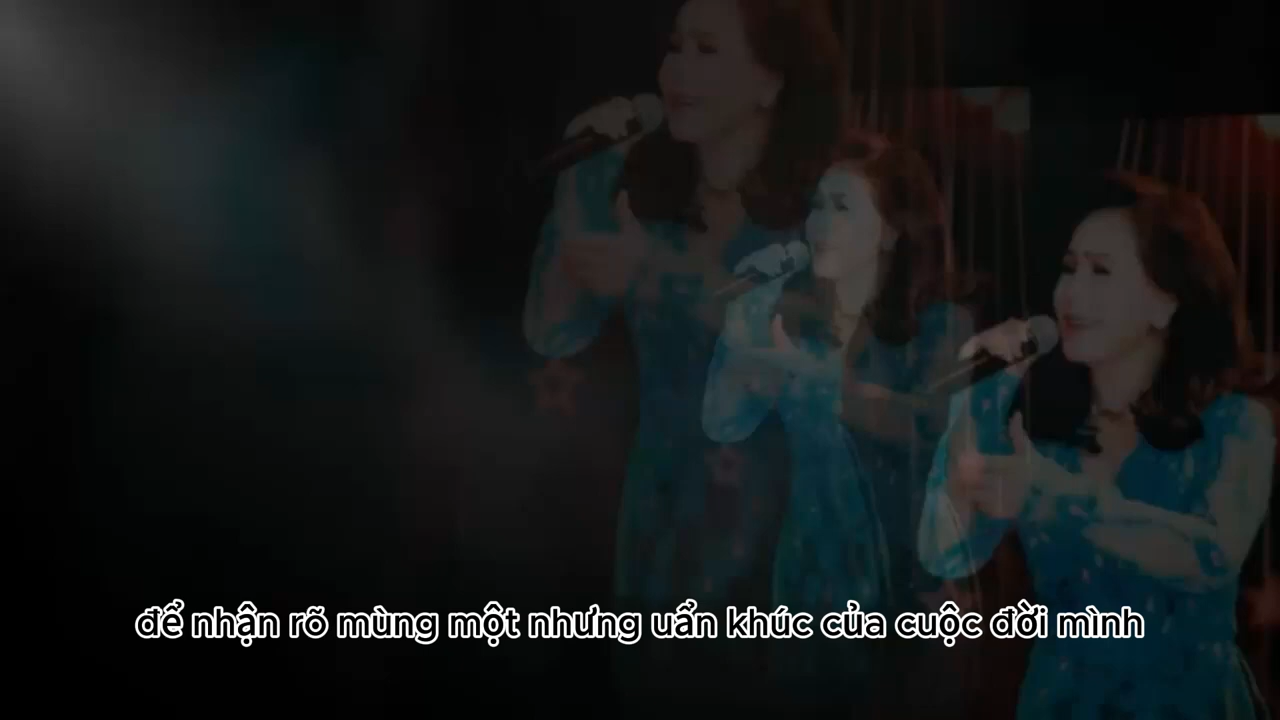 để nhận rõ mùng một nhưng uẩn khúc của cuộc đời mình